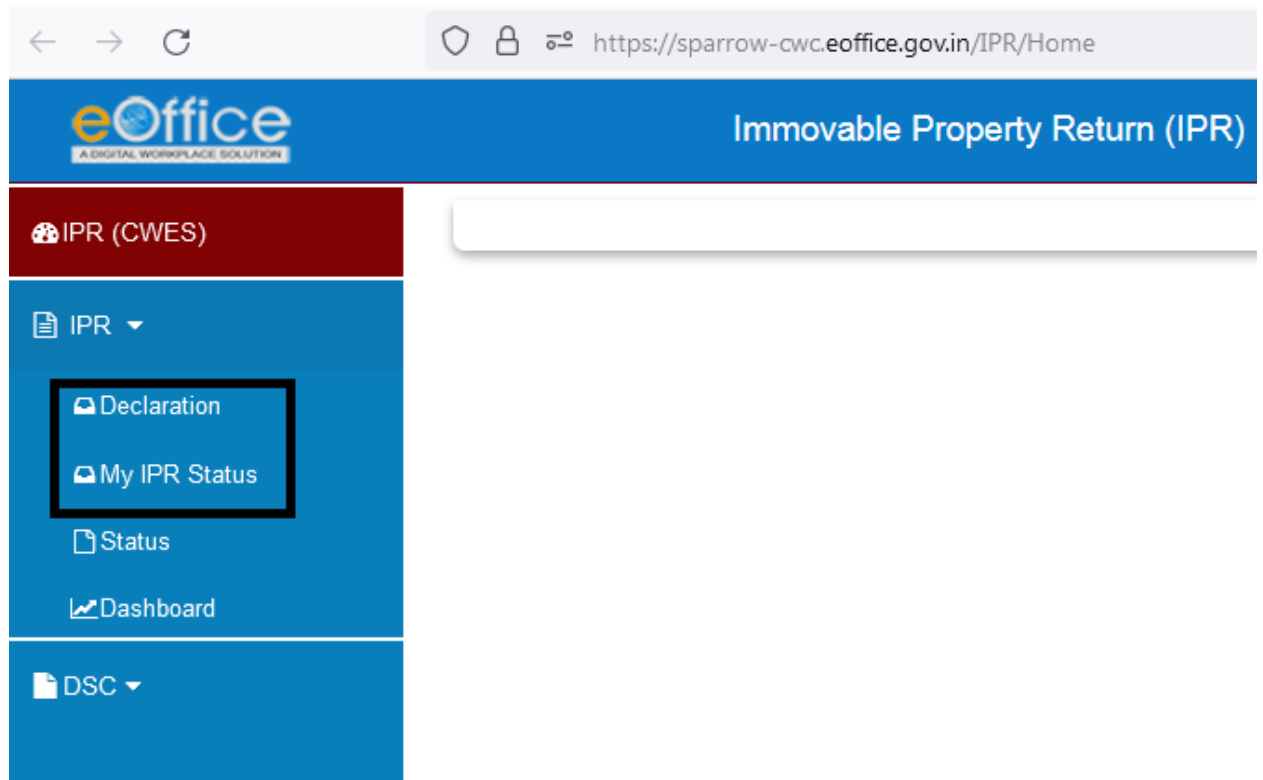 https://sparrow-cwc.eoffice.gov.in/IPR/Home
eOffice
A DIGITAL WORKPLACE SOLUTION
Immovable Property Return (IPR)
IPR (CWES)
IPR
Declaration
My IPR Status
Status
Dashboard
DSC